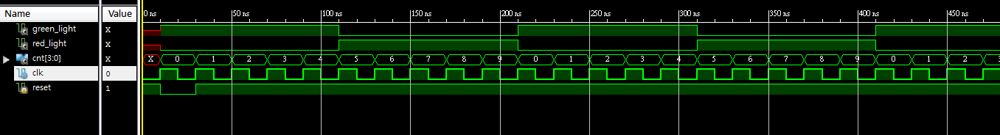 Name Value 0 ns 50 ns 100 ns 150 ns 200 ns 250 ns 300 ns 350 ns 400 ns 450 ns
green_light X
red_light X
cnt[3:0] X X 0 1 2 3 4 5 6 7 8 9 0 1 2 3 4 5 6 7 8 9 0 1 2
clk 0
reset 1